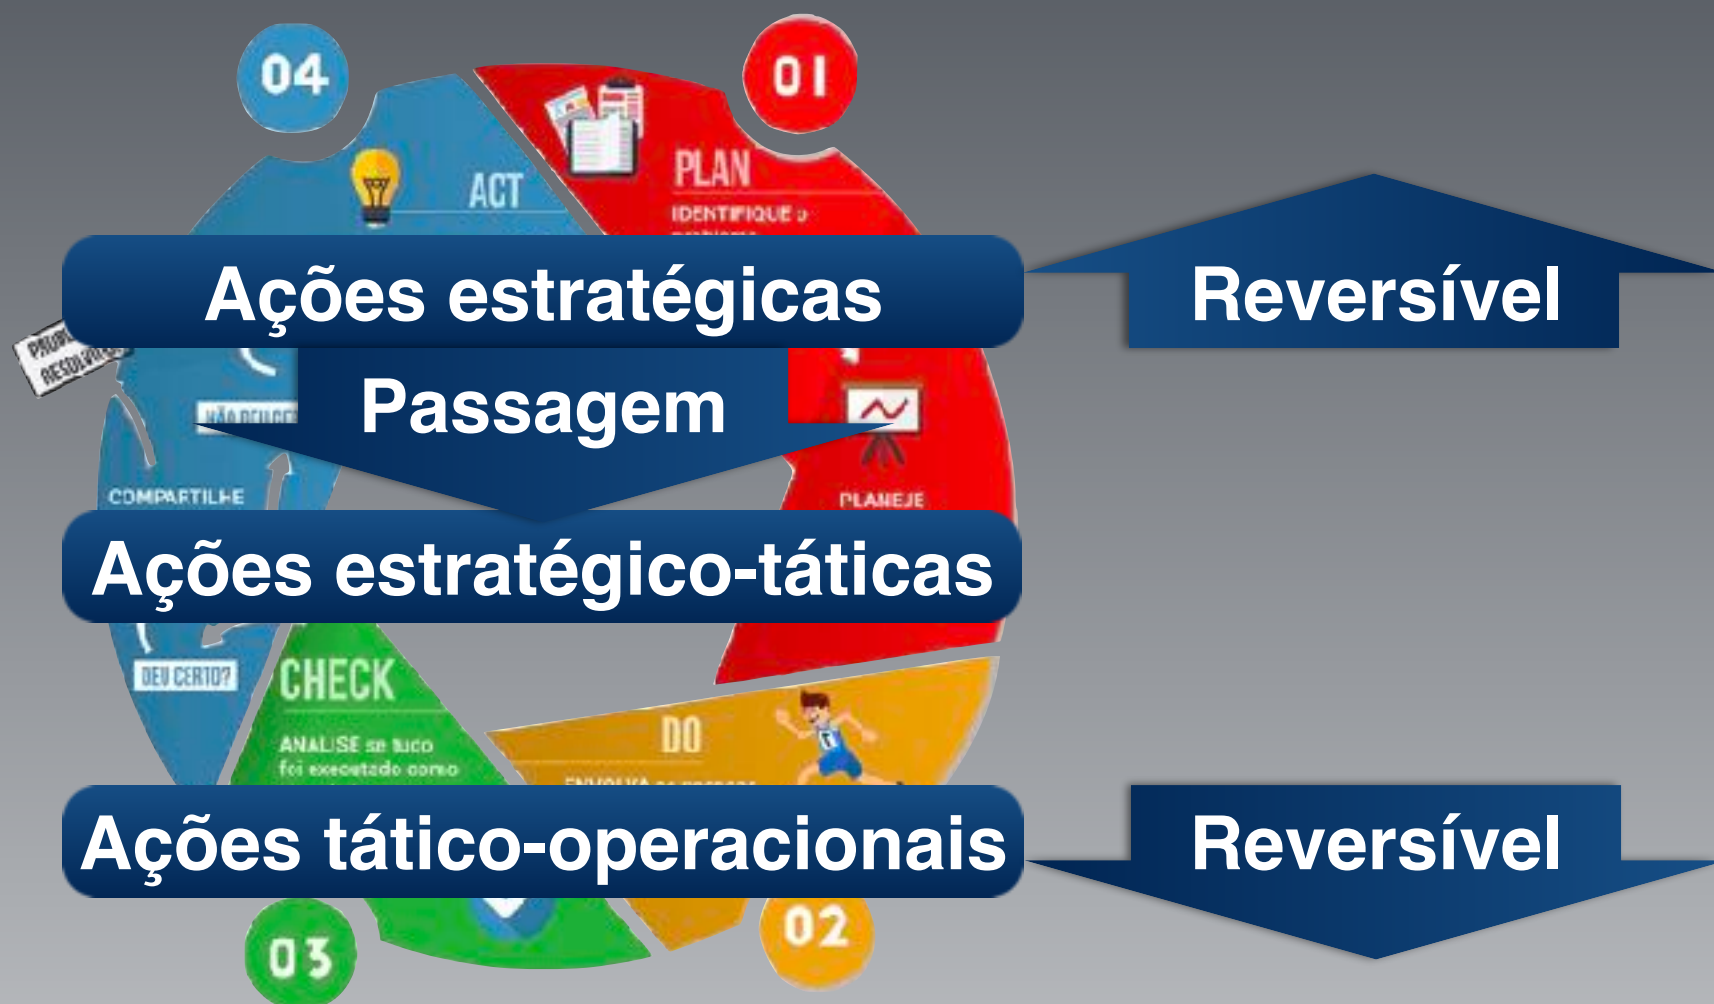 04
01
PLAN
ACT
IDENTIFIQUE o
Ações estratégicas
Reversível
Passagem
COMPARTILHE
PLANEJE
Ações estratégico-táticas
DEU CERTO?
CHECK
ANALISE se tudo
foi executado como
DO
Ações tático-operacionais
Reversível
03
02